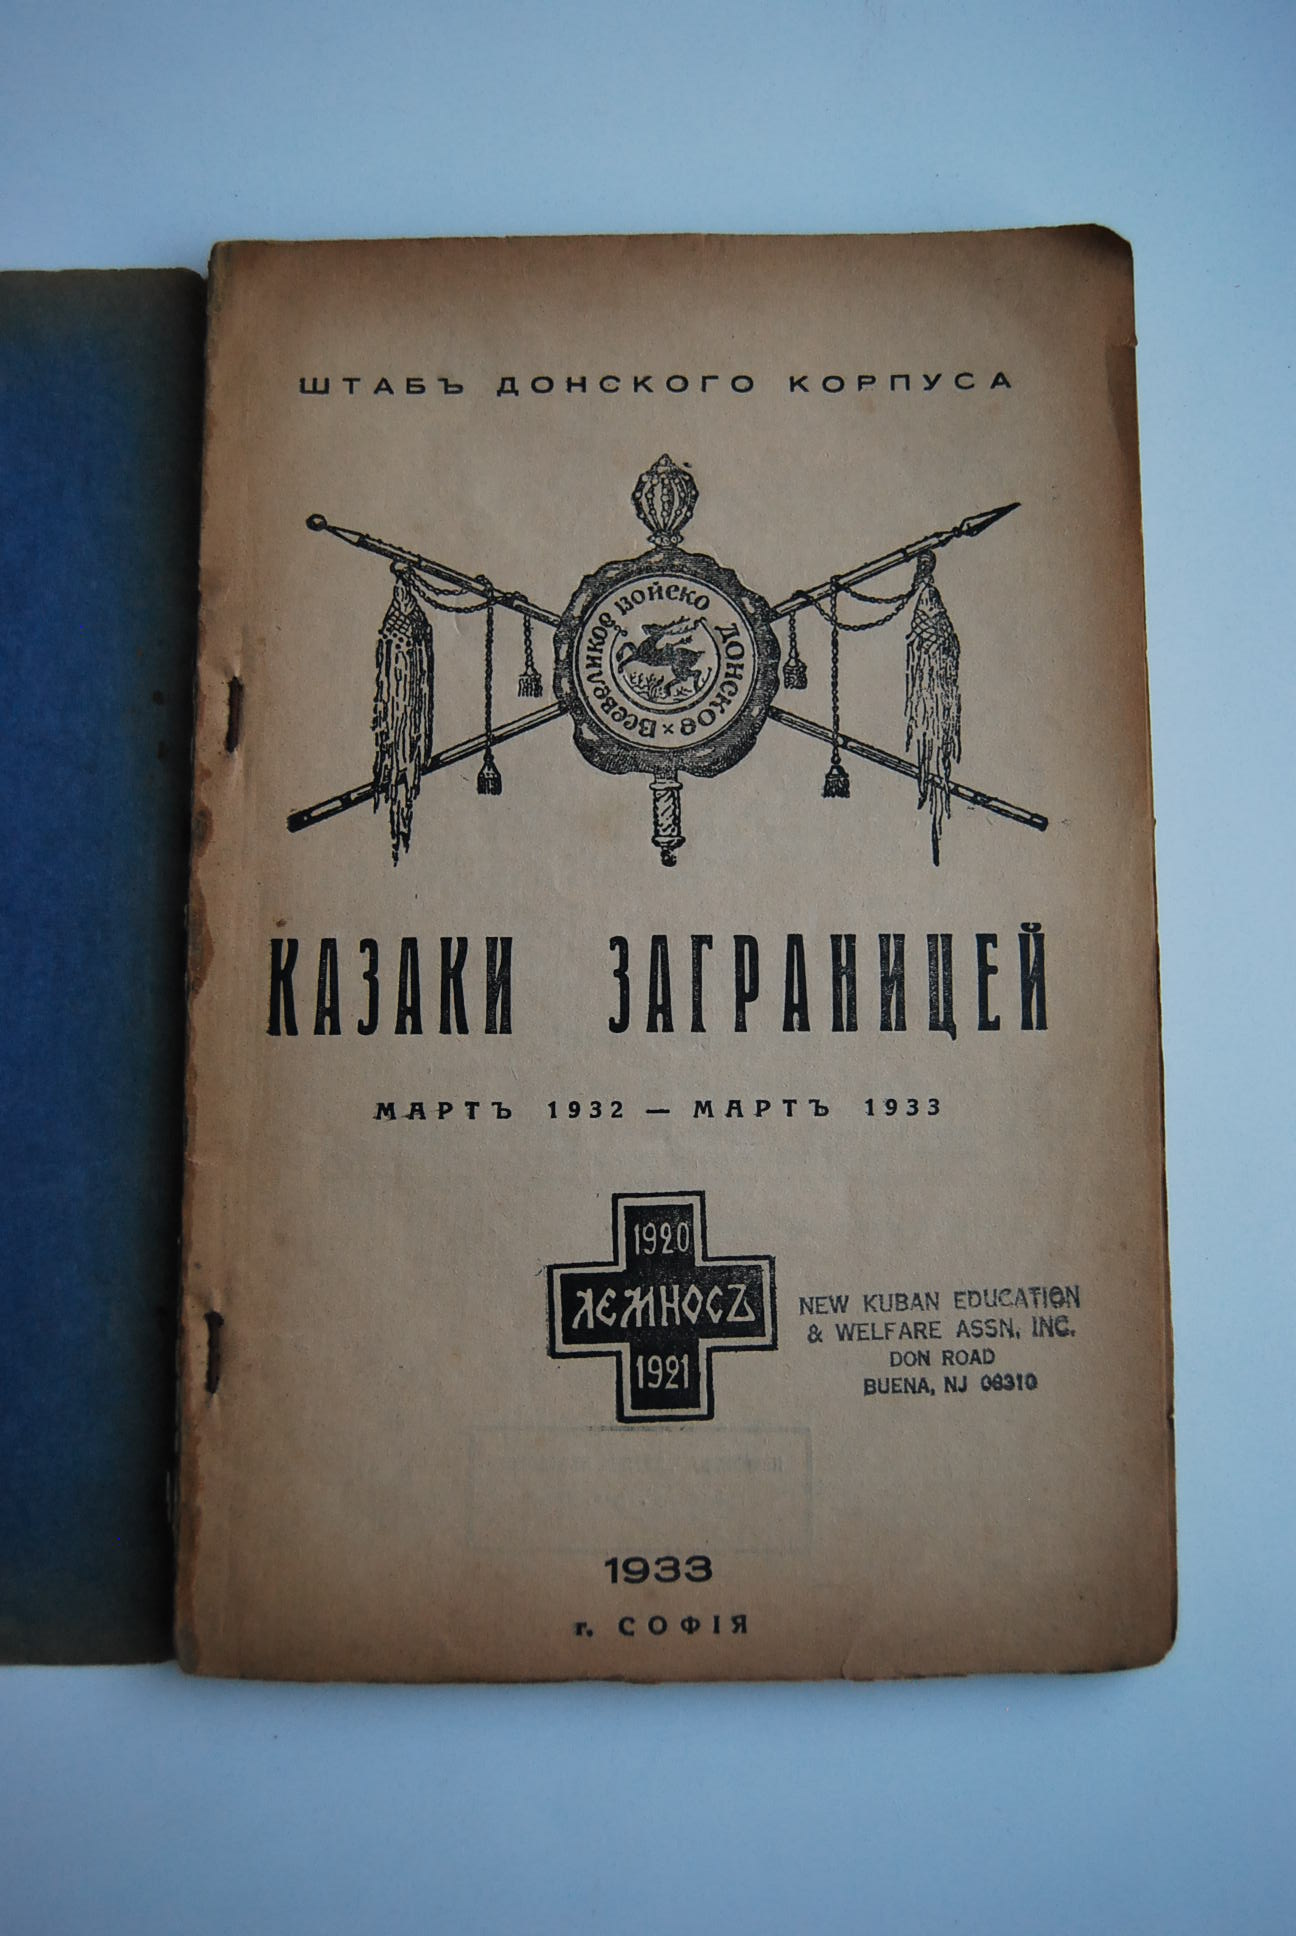 ШТАБЪ ДОНСКОГО КОРПУСА
Всевеликое Войско Донское
КАЗАКИ ЗАГРАНИЦЕЙ
МАРТЪ 1932 — МАРТЪ 1933
1920
ЛЕМНОСЪ
1921
NEW KUBAN EDUCATION
& WELFARE ASSN, INC.
DON ROAD
BUENA, NJ 08310
1933
г. СОФІЯ